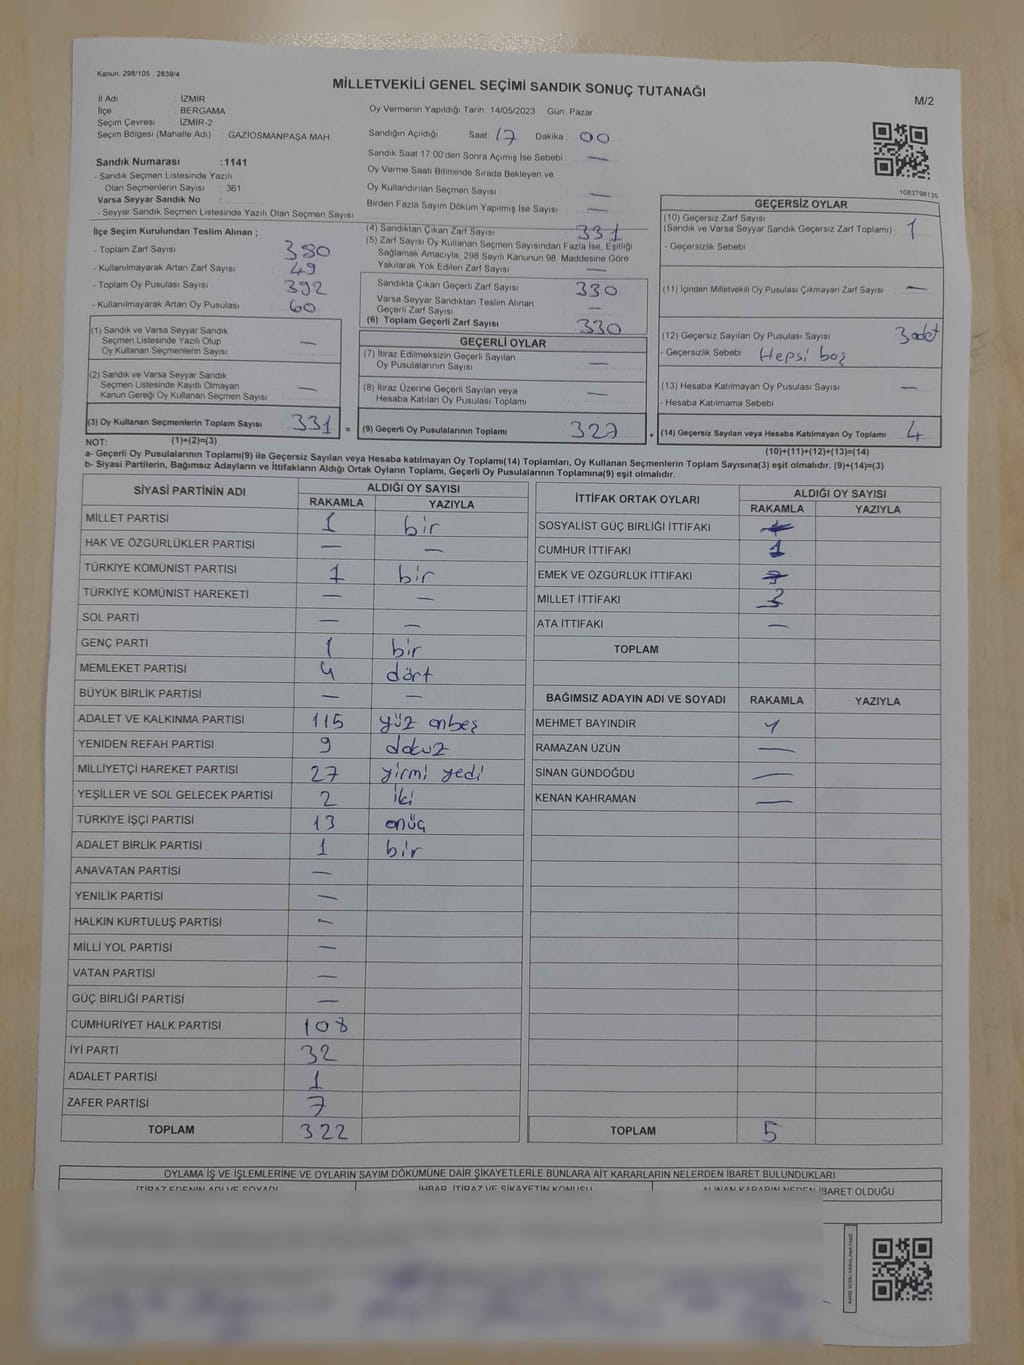 Kanun. 298/105 , 2839/4
MİLLETVEKİLİ GENEL SEÇİMİ SANDIK SONUÇ TUTANAĞI
M/2
İl Adı : İZMİR
İlçe : BERGAMA
Seçim Çevresi : İZMİR-2
Seçim Bölgesi (Mahalle Adı) : GAZİOSMANPAŞA MAH.
Oy Vermenin Yapıldığı Tarih : 14/05/2023 Gün: Pazar
Sandığın Açıldığı Saat 17 Dakika 00
Sandık Saat 17:00'den Sonra Açımış İse Sebebi : —
Oy Verme Saati Bitiminde Sırada Bekleyen ve
Oy Kullandırılan Seçmen Sayısı —
Birden Fazla Sayım Döküm Yapılmış İse Sayısı —
Sandık Numarası :1141
- Sandık Seçmen Listesinde Yazılı
Olan Seçmenlerin Sayısı : 361
Varsa Seyyar Sandık No :
- Seyyar Sandık Seçmen Listesinde Yazılı Olan Seçmen Sayısı:
1083798135
İlçe Seçim Kurulundan Teslim Alınan ;
- Toplam Zarf Sayısı 380
- Kullanılmayarak Artan Zarf Sayısı 49
- Toplam Oy Pusulası Sayısı 392
- Kullanılmayarak Artan Oy Pusulası 60
(1) Sandık ve Varsa Seyyar Sandık
Seçmen Listesinde Yazılı Olup
Oy Kullanan Seçmenlerin Sayısı —
(2) Sandık ve Varsa Seyyar Sandık
Seçmen Listesinde Kayıtlı Olmayan
Kanun Gereği Oy Kullanan Seçmen Sayısı —
(3) Oy Kullanan Seçmenlerin Toplam Sayısı 331 =
(4) Sandıktan Çıkan Zarf Sayısı 331
(5) Zarf Sayısı Oy Kullanan Seçmen Sayısından Fazla İse, Eşitliği
Sağlamak Amacıyla, 298 Sayılı Kanunun 98. Maddesine Göre
Yakılarak Yok Edilen Zarf Sayısı —
Sandıkta Çıkan Geçerli Zarf Sayısı 330
Varsa Seyyar Sandıktan Teslim Alınan
Geçerli Zarf Sayısı —
(6) Toplam Geçerli Zarf Sayısı 330
GEÇERLİ OYLAR
(7) İtiraz Edilmeksizin Geçerli Sayılan
Oy Pusulalarının Sayısı —
(8) İtiraz Üzerine Geçerli Sayılan veya
Hesaba Katılan Oy Pusulası Toplamı —
(9) Geçerli Oy Pusulalarının Toplamı 327 +
GEÇERSİZ OYLAR
(10) Geçersiz Zarf Sayısı
(Sandık ve Varsa Seyyar Sandık Geçersiz Zarf Toplamı) 1
- Geçersizlik Sebebi
(11) İçinden Milletvekili Oy Pusulası Çıkmayan Zarf Sayısı —
(12) Geçersiz Sayılan Oy Pusulası Sayısı 3 adet
- Geçersizlik Sebebi Hepsi boş
(13) Hesaba Katılmayan Oy Pusulası Sayısı —
- Hesaba Katılmama Sebebi
(14) Geçersiz Sayılan veya Hesaba Katılmayan Oy Toplamı 4
NOT: (1)+(2)=(3) (10)+(11)+(12)+(13)=(14)
a- Geçerli Oy Pusulalarının Toplamı(9) ile Geçersiz Sayılan veya Hesaba katılmayan Oy Toplamı(14) Toplamları, Oy Kullanan Seçmenlerin Toplam Sayısına(3) eşit olmalıdır. (9)+(14)=(3)
b- Siyasi Partilerin, Bağımsız Adayların ve İttifakların Aldığı Ortak Oyların Toplamı, Geçerli Oy Pusulalarının Toplamına(9) eşit olmalıdır.
SİYASİ PARTİNİN ADI ALDIĞI OY SAYISI
RAKAMLA YAZIYLA
MİLLET PARTİSİ 1 bir
HAK VE ÖZGÜRLÜKLER PARTİSİ — —
TÜRKİYE KOMÜNİST PARTİSİ 1 bir
TÜRKİYE KOMÜNİST HAREKETİ — —
SOL PARTİ — —
GENÇ PARTİ 1 bir
MEMLEKET PARTİSİ 4 dört
BÜYÜK BİRLİK PARTİSİ — —
ADALET VE KALKINMA PARTİSİ 115 yüz onbeş
YENİDEN REFAH PARTİSİ 9 dokuz
MİLLİYETÇİ HAREKET PARTİSİ 27 yirmi yedi
YEŞİLLER VE SOL GELECEK PARTİSİ 2 iki
TÜRKİYE İŞÇİ PARTİSİ 13 onüç
ADALET BİRLİK PARTİSİ 1 bir
ANAVATAN PARTİSİ —
YENİLİK PARTİSİ —
HALKIN KURTULUŞ PARTİSİ —
MİLLİ YOL PARTİSİ —
VATAN PARTİSİ —
GÜÇ BİRLİĞİ PARTİSİ —
CUMHURİYET HALK PARTİSİ 108
İYİ PARTİ 32
ADALET PARTİSİ 1
ZAFER PARTİSİ 7
TOPLAM 322
İTTİFAK ORTAK OYLARI ALDIĞI OY SAYISI
RAKAMLA YAZIYLA
SOSYALİST GÜÇ BİRLİĞİ İTTİFAKI
CUMHUR İTTİFAKI 1
EMEK VE ÖZGÜRLÜK İTTİFAKI
MİLLET İTTİFAKI 3
ATA İTTİFAKI —
TOPLAM
BAĞIMSIZ ADAYIN ADI VE SOYADI RAKAMLA YAZIYLA
MEHMET BAYINDIR 1
RAMAZAN UZUN —
SİNAN GÜNDOĞDU —
KENAN KAHRAMAN —
TOPLAM 5
OYLAMA İŞ VE İŞLEMLERİNE VE OYLARIN SAYIM DÖKÜMÜNE DAİR ŞİKAYETLERLE BUNLARA AİT KARARLARIN NELERDEN İBARET BULUNDUKLARI
İTİRAZ EDENİN ADI VE SOYADI İHBAR, İTİRAZ VE ŞİKAYETİN KONUSU ALINAN KARARIN NEDEN İBARET OLDUĞU